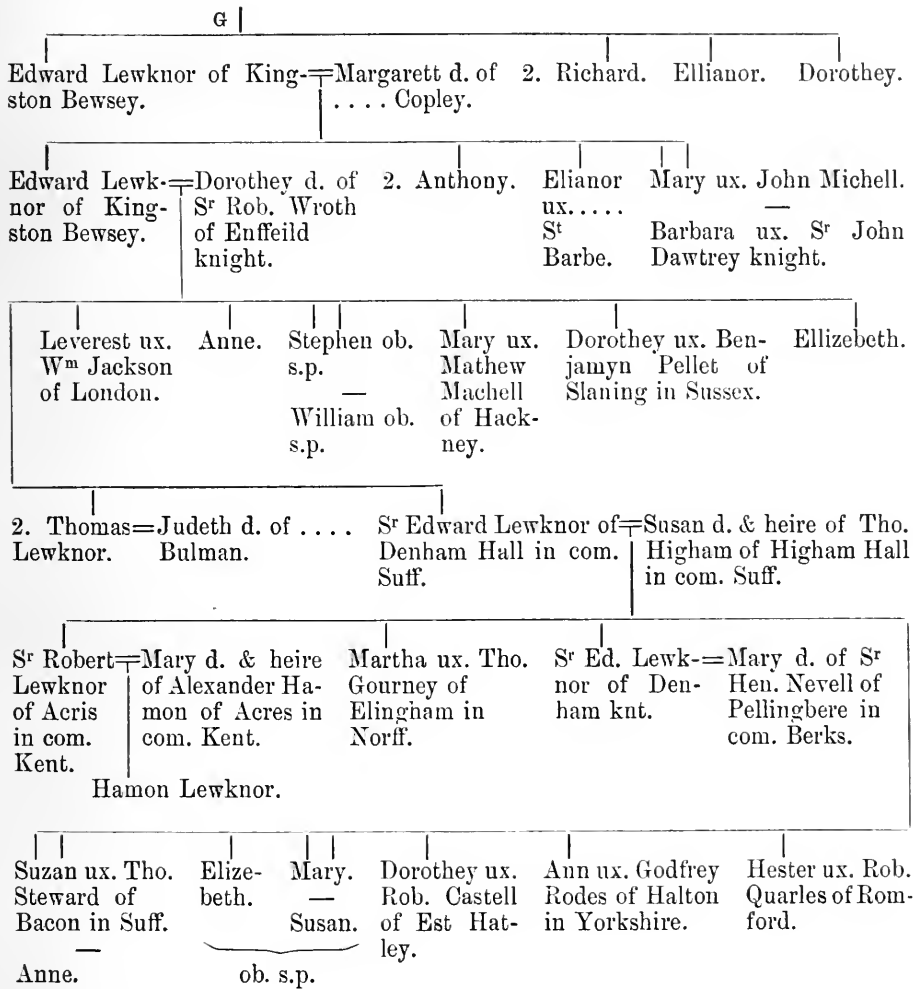 G
Edward Lewknor of King-
ston Bewsey.
Margarett d. of
. . . . Copley.
2. Richard.
Ellianor.
Dorothey.
Edward Lewk-
nor of King-
ston Bewsey.
Dorothey d. of
Sr Rob. Wroth
of Enffeild
knight.
2. Anthony.
Elianor
ux.....
St
Barbe.
Mary ux. John Michell.
—
Barbara ux. Sr John
Dawtrey knight.
Leverest ux.
Wm Jackson
of London.
Anne.
Stephen ob.
s.p.
—
William ob.
s.p.
Mary ux.
Mathew
Machell
of Hack-
ney.
Dorothey ux. Ben-
jamyn Pellet of
Slaning in Sussex.
Ellizebeth.
2. Thomas=
Lewknor.
Judeth d. of . . . .
Bulman.
Sr Edward Lewknor of
Denham Hall in com.
Suff.
Susan d. & heire of Tho.
Higham of Higham Hall
in com. Suff.
Sr Robert
Lewknor
of Acris
in com.
Kent.
Mary d. & heire
of Alexander Ha-
mon of Acres in
com. Kent.
Martha ux. Tho.
Gourney of
Elingham in
Norff.
Sr Ed. Lewk-=
nor of Den-
ham knt.
Mary d. of Sr
Hen. Nevell of
Pellingbere in
com. Berks.
Hamon Lewknor.
Suzan ux. Tho.
Steward of
Bacon in Suff.
—
Anne.
Elize-
beth.
Mary.
—
Susan.
ob. s.p.
Dorothey ux.
Rob. Castell
of Est Hat-
ley.
Ann ux. Godfrey
Rodes of Halton
in Yorkshire.
Hester ux. Rob.
Quarles of Rom-
ford.